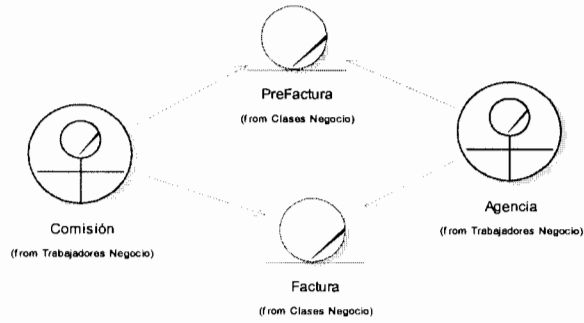 PreFactura
(from Clases Negocio)
Comisión
(from Trabajadores Negocio)
Agencia
(from Trabajadores Negocio)
Factura
(from Clases Negocio)